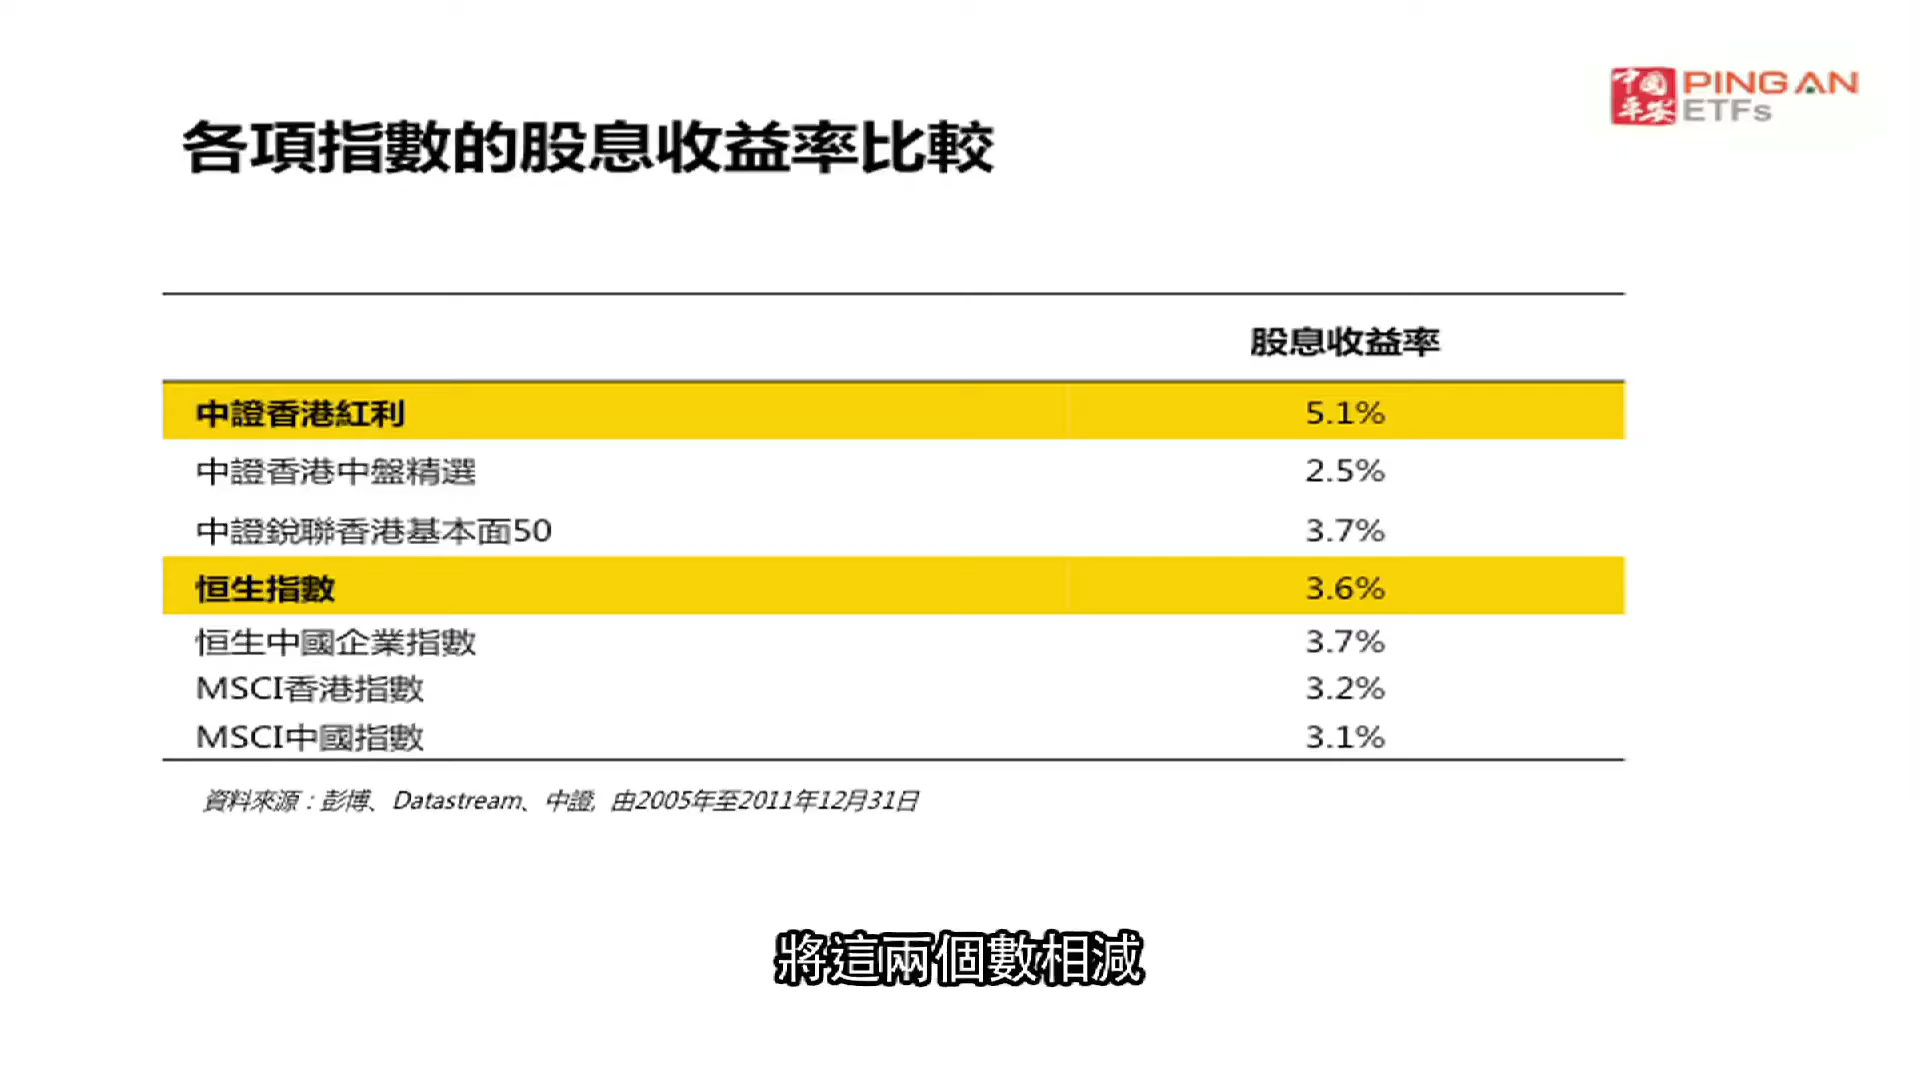 中國平安 PING AN
ETFs
各項指數的股息收益率比較
股息收益率
中證香港紅利 5.1%
中證香港中盤精選 2.5%
中證銳聯香港基本面50 3.7%
恒生指數 3.6%
恒生中國企業指數 3.7%
MSCI香港指數 3.2%
MSCI中國指數 3.1%
資料來源：彭博、Datastream、中證, 由2005年至2011年12月31日
將這兩個數相減